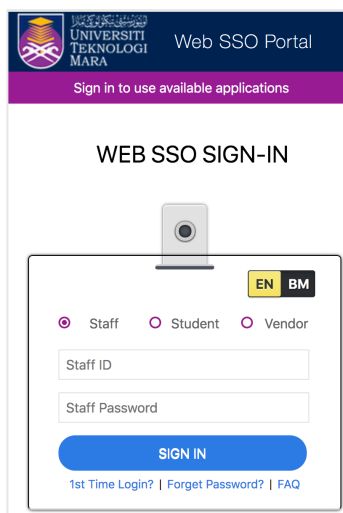 UNIVERSITI
TEKNOLOGI
MARA
Web SSO Portal
Sign in to use available applications
WEB SSO SIGN-IN
EN BM
Staff Student Vendor
Staff ID
Staff Password
SIGN IN
1st Time Login? | Forget Password? | FAQ